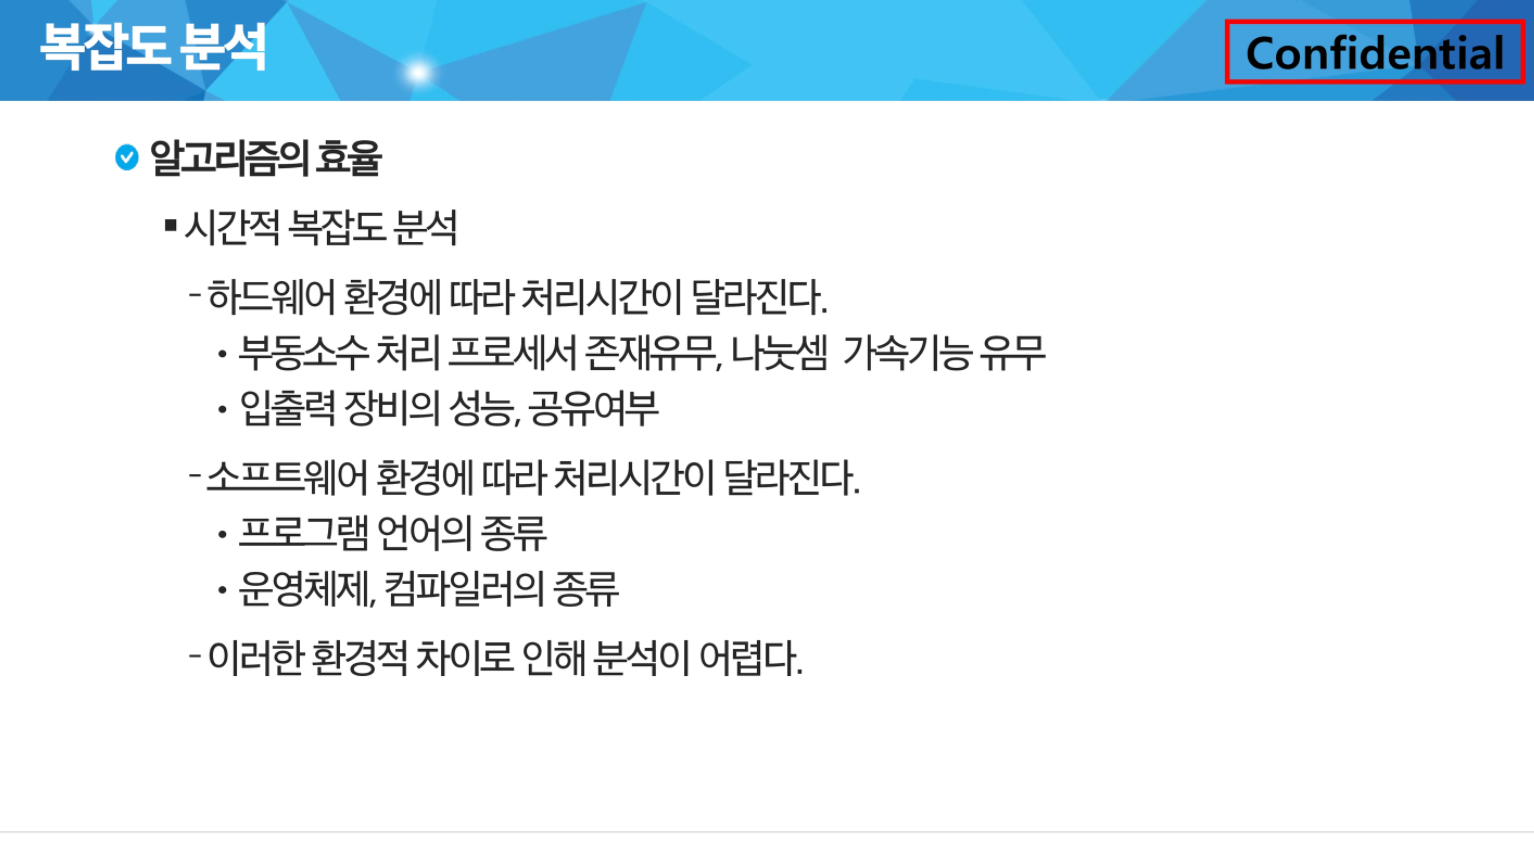 복잡도 분석
Confidential
알고리즘의 효율
▪ 시간적 복잡도 분석
- 하드웨어 환경에 따라 처리시간이 달라진다.
• 부동소수 처리 프로세서 존재유무, 나눗셈 가속기능 유무
• 입출력 장비의 성능, 공유여부
- 소프트웨어 환경에 따라 처리시간이 달라진다.
• 프로그램 언어의 종류
• 운영체제, 컴파일러의 종류
- 이러한 환경적 차이로 인해 분석이 어렵다.